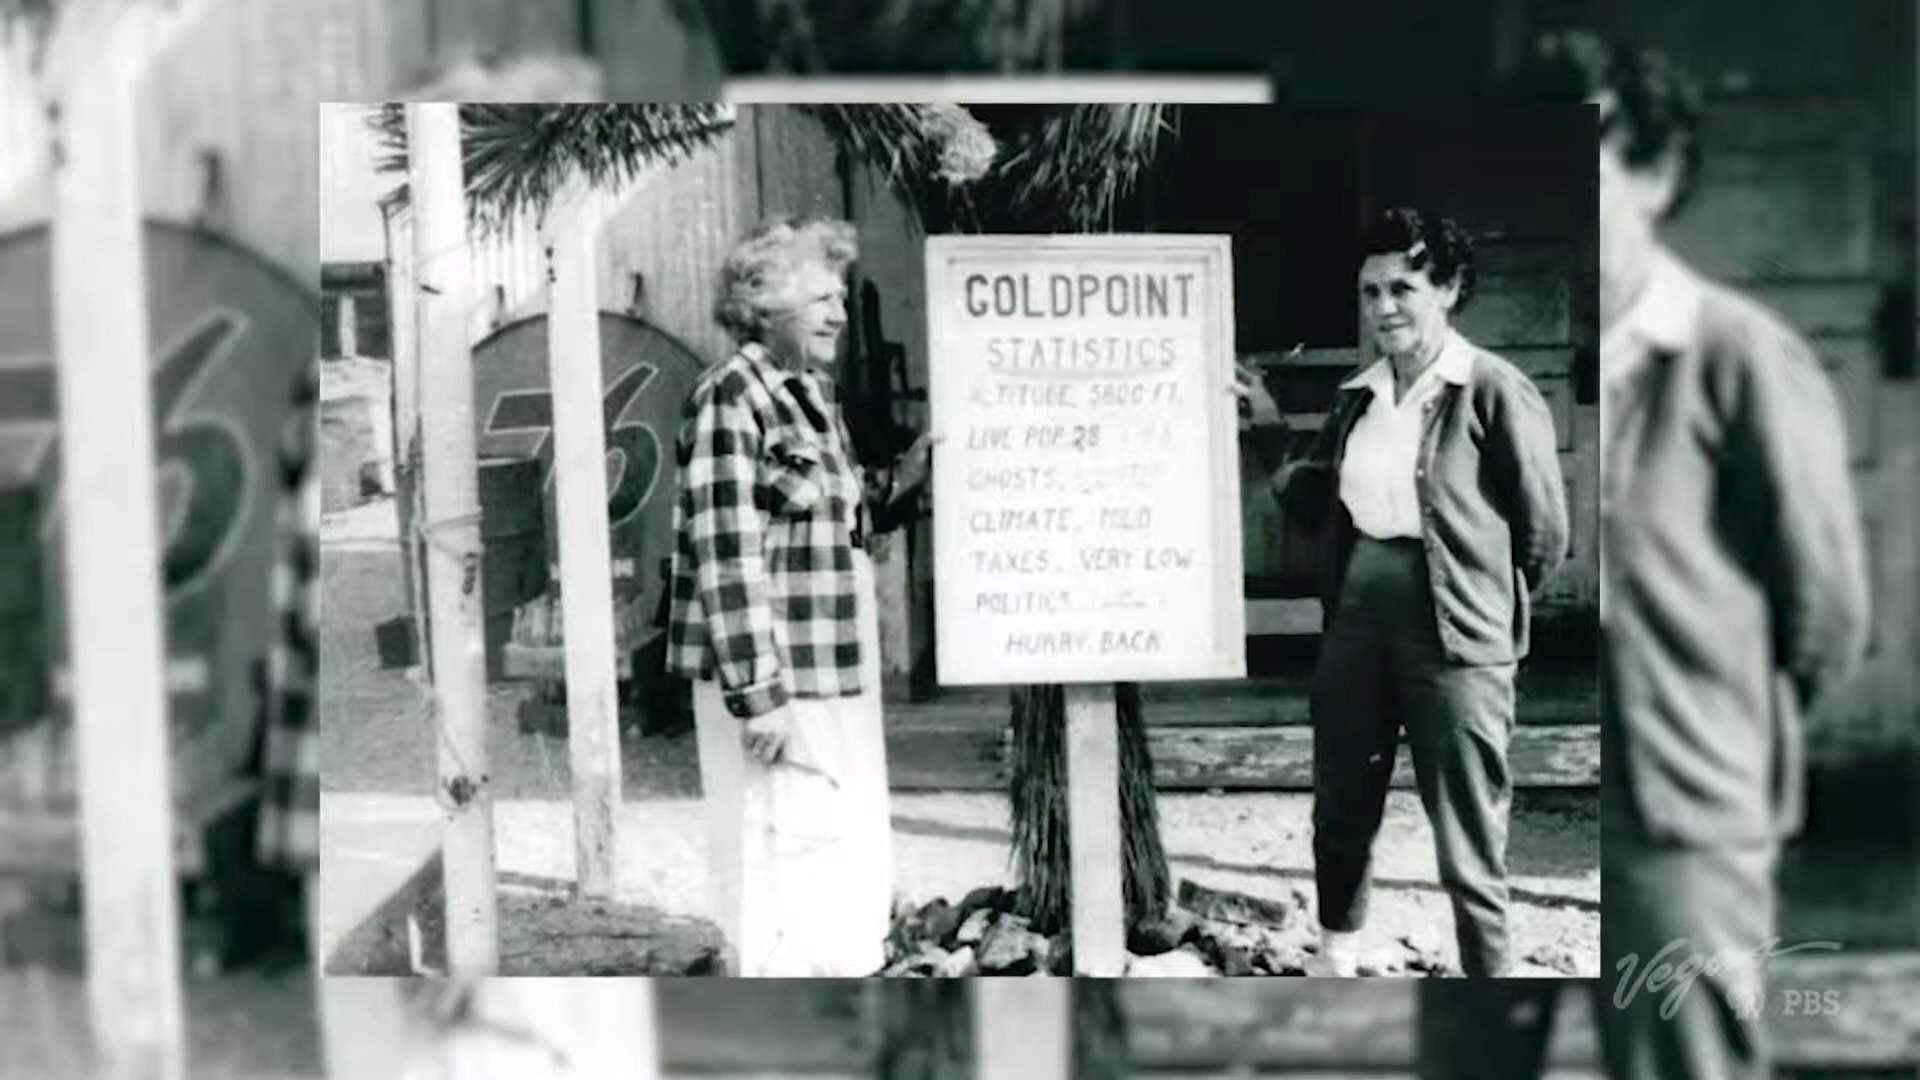 76
GOLDPOINT
STATISTICS
ALTITUDE, 5800 FT.
LIVE POP. 28
GHOSTS,
CLIMATE, MILD
TAXES, VERY LOW
POLITICS
HURRY BACK
Vegas
PBS